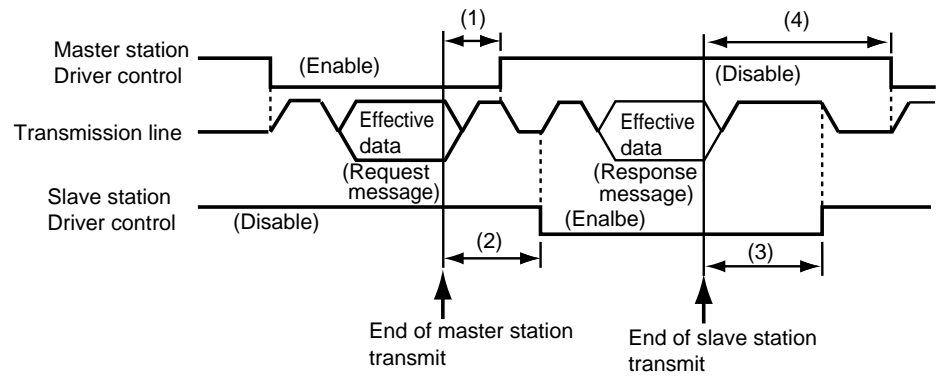 (1)
(4)
Master station
Driver control
(Enable)
(Disable)
Transmission line
Effective
data
(Request
message)
Effective
data
(Response
message)
Slave station
Driver control
(Disable)
(Enalbe)
(2)
(3)
End of master station
transmit
End of slave station
transmit